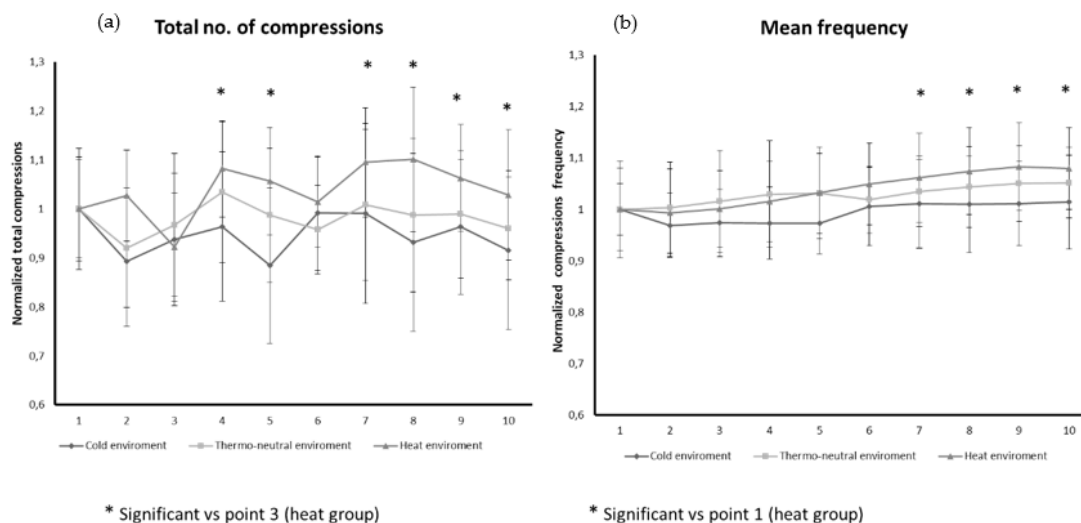 (a)
Total no. of compressions
Normalized total compressions
1,3
1,2
1,1
1
0,9
0,8
0,7
0,6
* * * * * *
1 2 3 4 5 6 7 8 9 10
Cold enviroment Thermo-neutral enviroment Heat enviroment
* Significant vs point 3 (heat group)
(b)
Mean frequency
Normalized compressions frequency
1,3
1,2
1,1
1
0,9
0,8
0,7
0,6
* * * *
1 2 3 4 5 6 7 8 9 10
Cold enviroment Thermo-neutral enviroment Heat enviroment
* Significant vs point 1 (heat group)